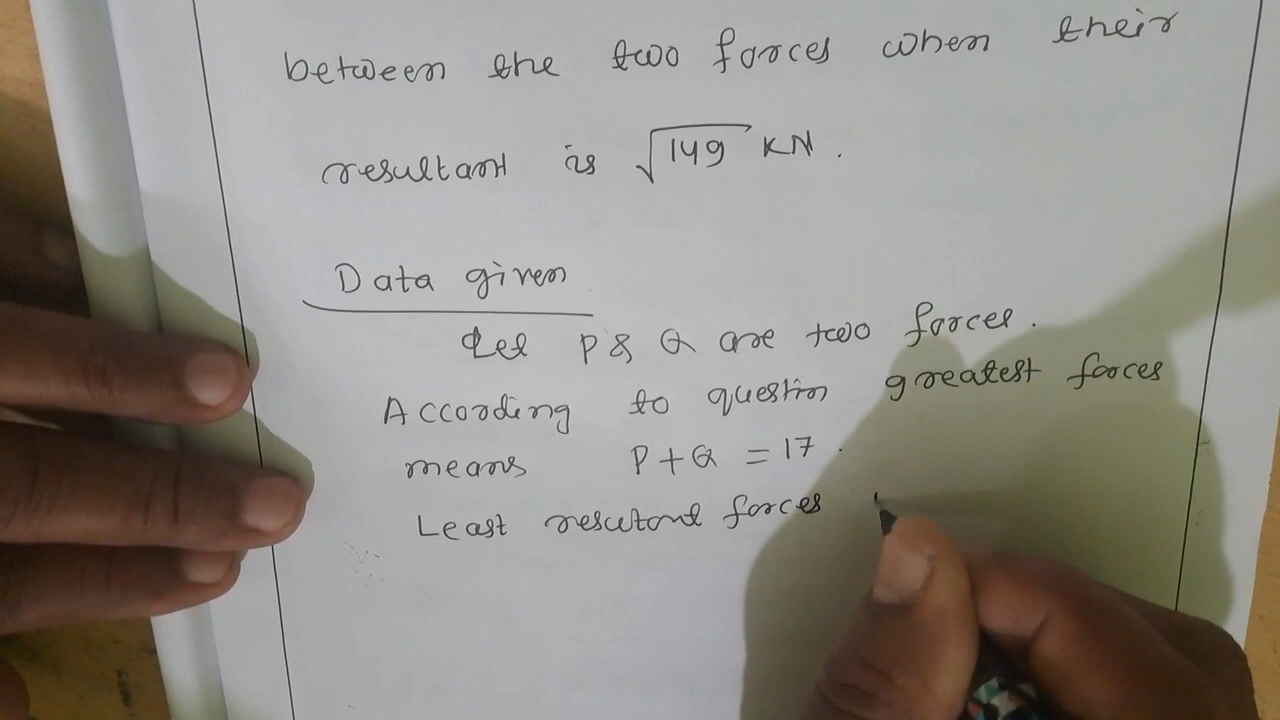 between the two forces when their
resultant is √149 KN.
Data given
Let P & Q are two forces.
According to question greatest forces
means P + Q = 17.
Least resultant forces